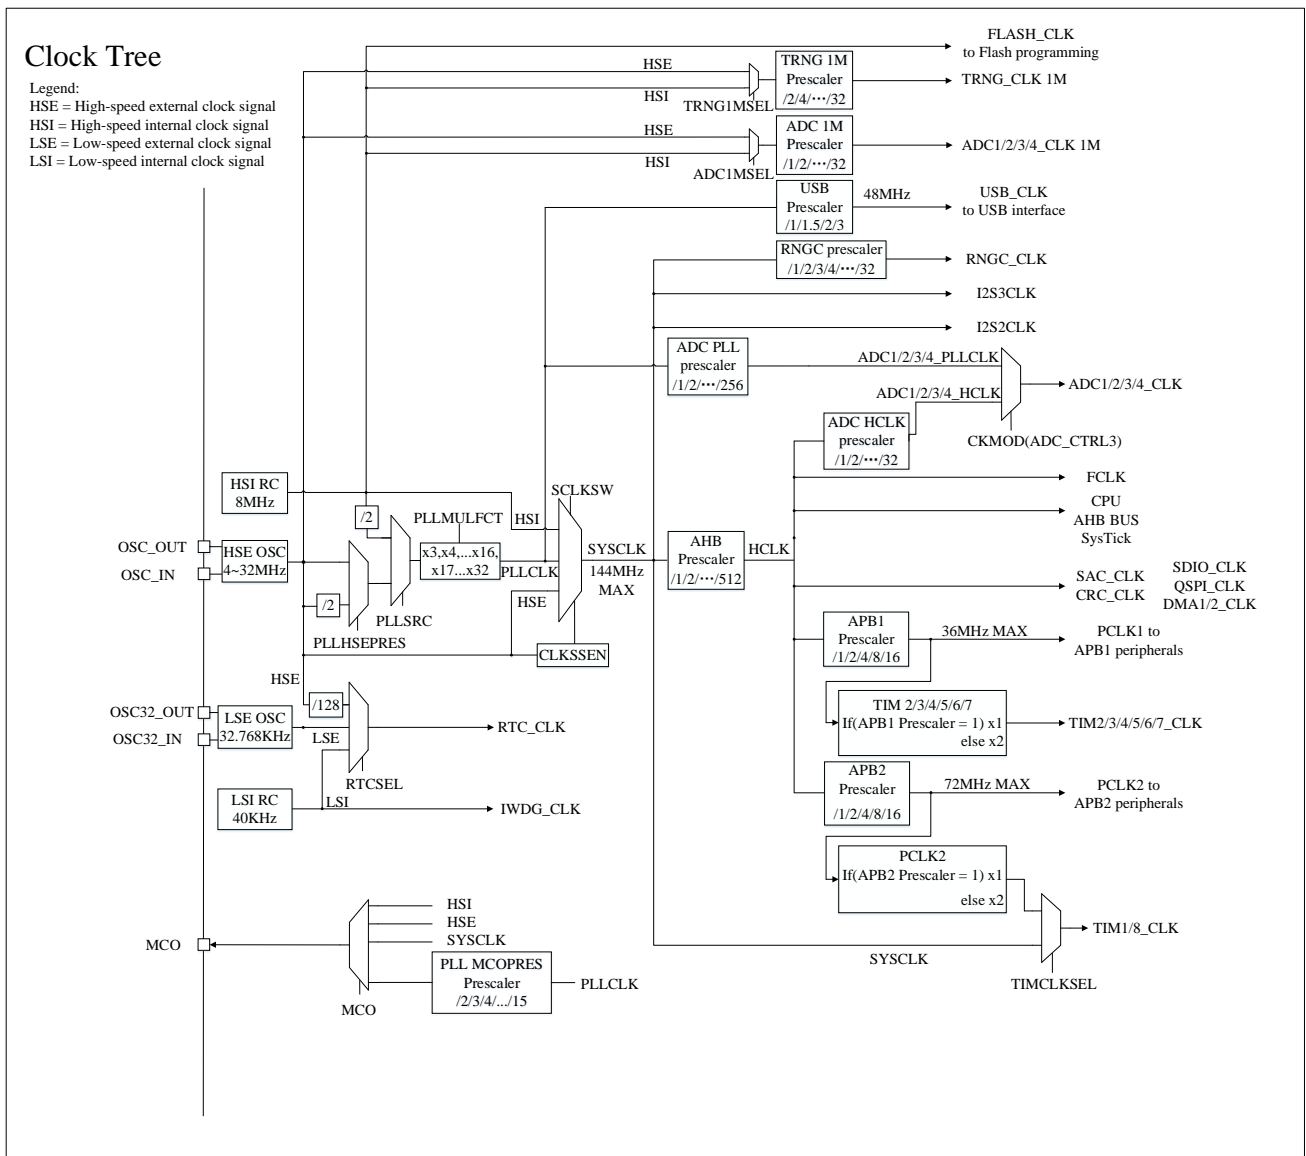 Clock Tree
Legend:
HSE = High-speed external clock signal
HSI = High-speed internal clock signal
LSE = Low-speed external clock signal
LSI = Low-speed internal clock signal
FLASH_CLK
to Flash programming
HSE
HSI
TRNG1MSEL
TRNG 1M
Prescaler
/2/4/···/32
TRNG_CLK 1M
HSE
HSI
ADC1MSEL
ADC 1M
Prescaler
/1/2/···/32
ADC1/2/3/4_CLK 1M
USB
Prescaler
/1/1.5/2/3
48MHz
USB_CLK
to USB interface
RNGC prescaler
/1/2/3/4/···/32
RNGC_CLK
I2S3CLK
I2S2CLK
ADC PLL
prescaler
/1/2/···/256
ADC1/2/3/4_PLLCLK
ADC1/2/3/4_HCLK
ADC1/2/3/4_CLK
ADC HCLK
prescaler
/1/2/···/32
CKMOD(ADC_CTRL3)
HSI RC
8MHz
/2
PLLMULFCT
HSI
SCLKSW
FCLK
CPU
AHB BUS
SysTick
OSC_OUT
OSC_IN
HSE OSC
4~32MHz
x3,x4,...x16,
x17...x32
PLLCLK
SYSCLK
144MHz
MAX
AHB
Prescaler
/1/2/···/512
HCLK
HSE
/2
PLLSRC
PLLHSEPRES
CLKSSEN
SAC_CLK
CRC_CLK
SDIO_CLK
QSPI_CLK
DMA1/2_CLK
APB1
Prescaler
/1/2/4/8/16
36MHz MAX
PCLK1 to
APB1 peripherals
HSE
/128
OSC32_OUT
OSC32_IN
LSE OSC
32.768KHz
LSE
RTC_CLK
RTCSEL
TIM 2/3/4/5/6/7
If(APB1 Prescaler = 1) x1
else x2
TIM2/3/4/5/6/7_CLK
LSI RC
40KHz
LSI
IWDG_CLK
APB2
Prescaler
/1/2/4/8/16
72MHz MAX
PCLK2 to
APB2 peripherals
PCLK2
If(APB2 Prescaler = 1) x1
else x2
TIM1/8_CLK
SYSCLK
TIMCLKSEL
MCO
HSI
HSE
SYSCLK
PLL MCOPRES
Prescaler
/2/3/4/.../15
PLLCLK
MCO